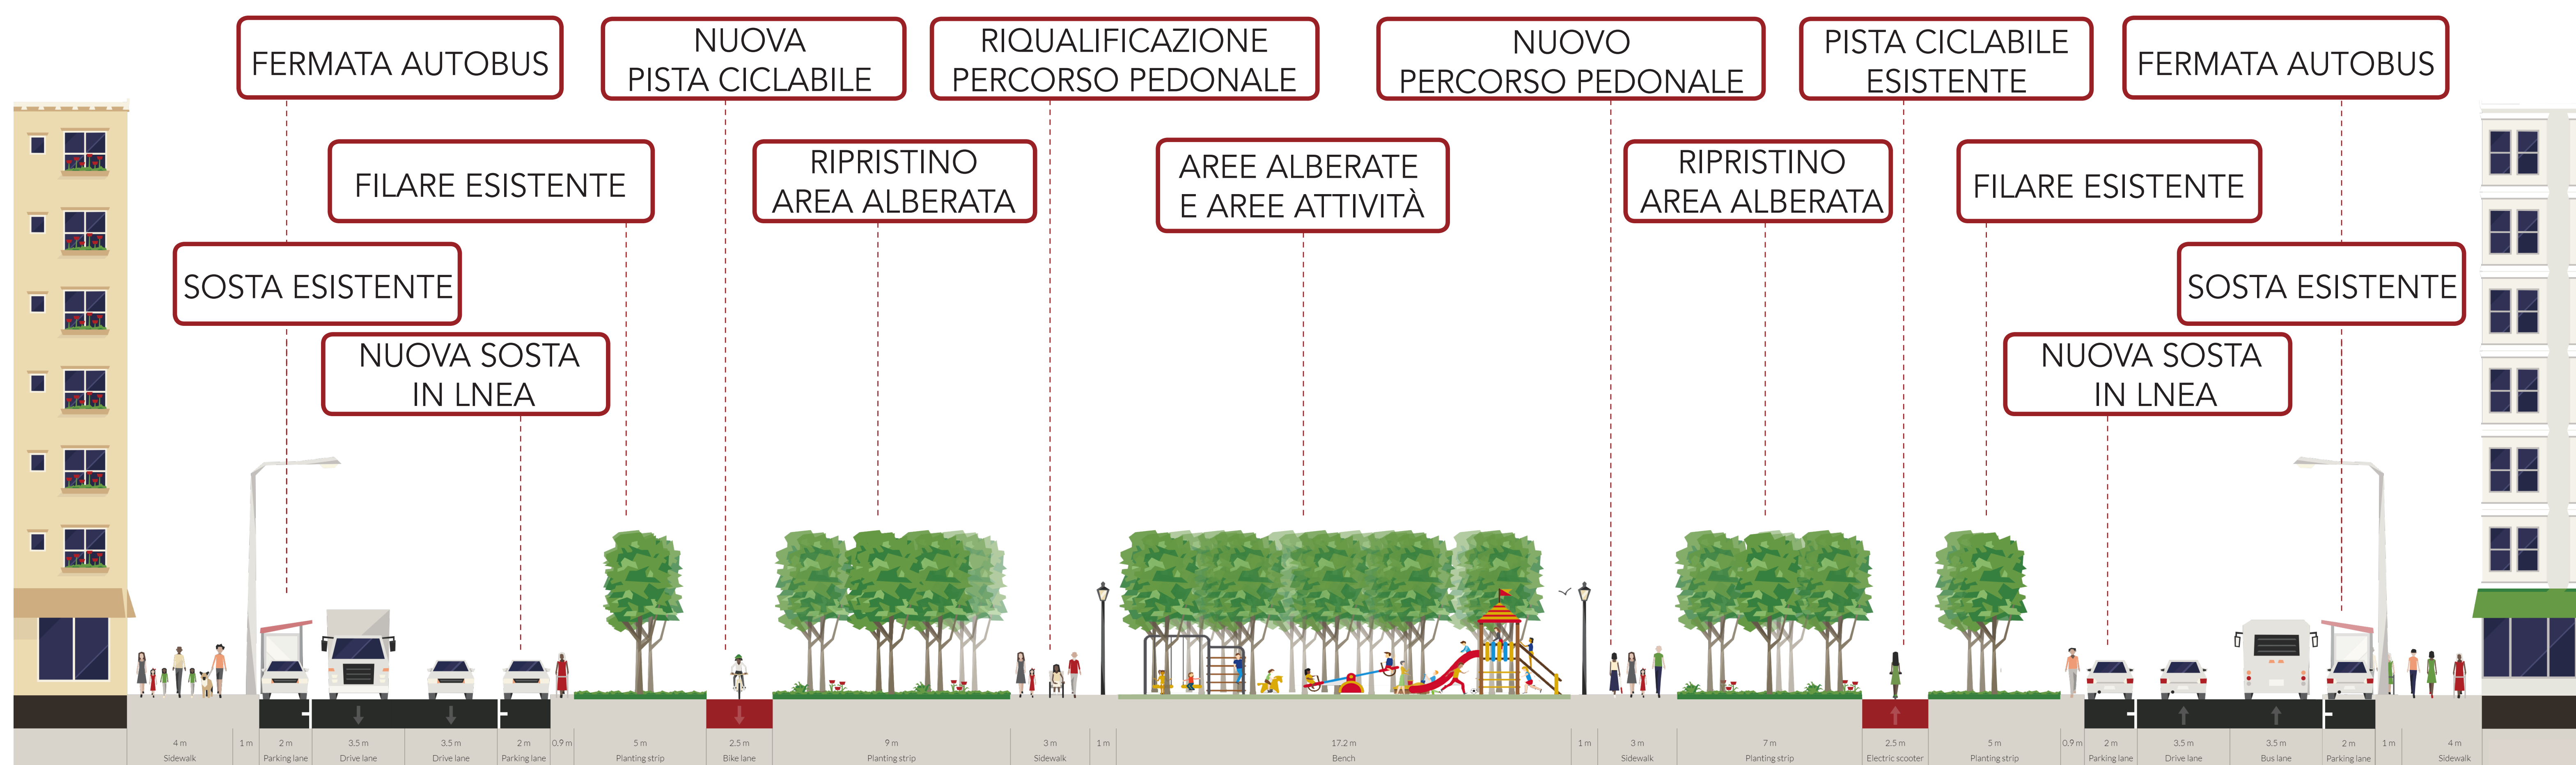 FERMATA AUTOBUS
NUOVA
PISTA CICLABILE
RIQUALIFICAZIONE
PERCORSO PEDONALE
NUOVO
PERCORSO PEDONALE
PISTA CICLABILE
ESISTENTE
FERMATA AUTOBUS
FILARE ESISTENTE
RIPRISTINO
AREA ALBERATA
AREE ALBERATE
E AREE ATTIVITÀ
RIPRISTINO
AREA ALBERATA
FILARE ESISTENTE
SOSTA ESISTENTE
SOSTA ESISTENTE
NUOVA SOSTA
IN LNEA
NUOVA SOSTA
IN LNEA
4 m
Sidewalk
1 m
2 m
Parking lane
3.5 m
Drive lane
3.5 m
Drive lane
2 m
Parking lane
0.9 m
5 m
Planting strip
2.5 m
Bike lane
9 m
Planting strip
3 m
Sidewalk
1 m
17.2 m
Bench
1 m
3 m
Sidewalk
7 m
Planting strip
2.5 m
Electric scooter
5 m
Planting strip
0.9 m
2 m
Parking lane
3.5 m
Drive lane
3.5 m
Bus lane
2 m
Parking lane
1 m
4 m
Sidewalk